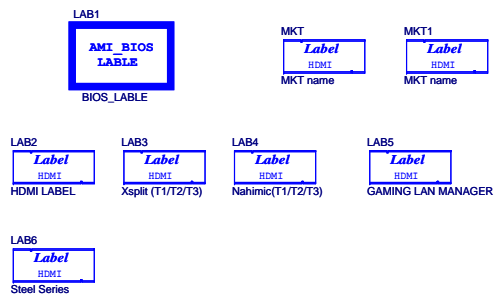 LAB1
AMI_BIOS
LABLE
BIOS_LABLE
MKT
Label
HDMI
MKT name
MKT1
Label
HDMI
MKT name
LAB2
Label
HDMI
HDMI LABEL
LAB3
Label
HDMI
Xsplit (T1/T2/T3)
LAB4
Label
HDMI
Nahimic(T1/T2/T3)
LAB5
Label
HDMI
GAMING LAN MANAGER
LAB6
Label
HDMI
Steel Series